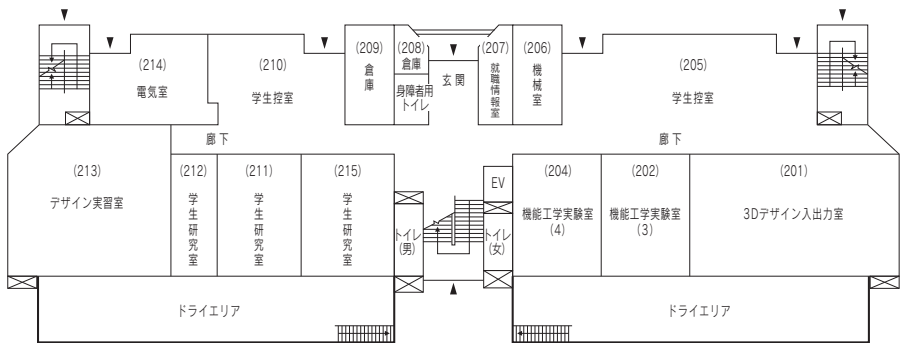 (214)
電気室
(210)
学生控室
(209)
倉庫
(208)
倉庫
身障者用
トイレ
玄関
(207)
就職情報室
(206)
機械室
(205)
学生控室
廊下
廊下
(213)
デザイン実習室
(212)
学生研究室
(211)
学生研究室
(215)
学生研究室
トイレ
(男)
EV
トイレ
(女)
(204)
機能工学実験室
(4)
(202)
機能工学実験室
(3)
(201)
3Dデザイン入出力室
ドライエリア
ドライエリア